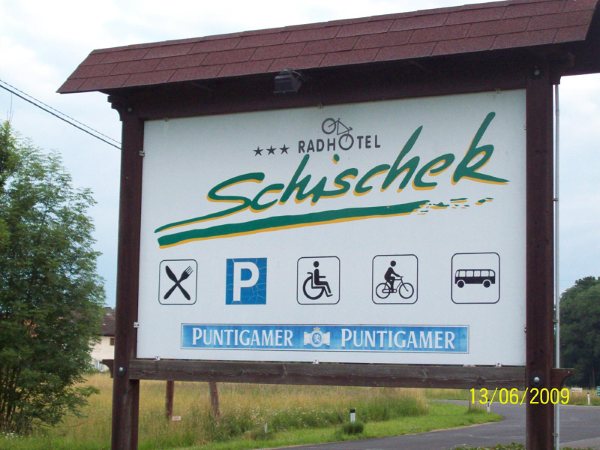 ★★★ RADHOTEL
Schischek
P
PUNTIGAMER PUNTIGAMER
13/06/2009